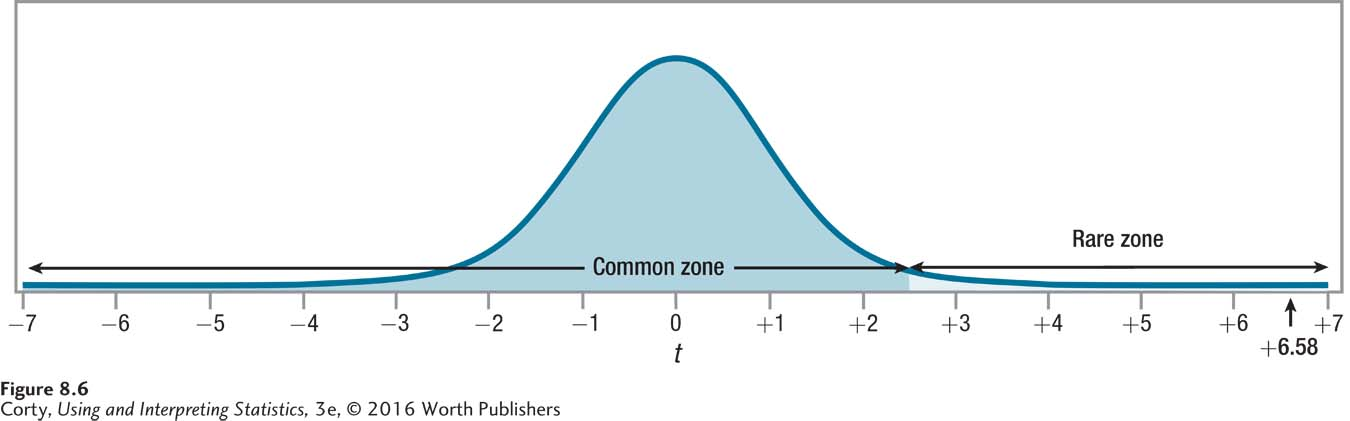 Rare zone
Common zone
−7 −6 −5 −4 −3 −2 −1 0 +1 +2 +3 +4 +5 +6 +7
t
+6.58
Figure 8.6
Corty, Using and Interpreting Statistics, 3e, © 2016 Worth Publishers